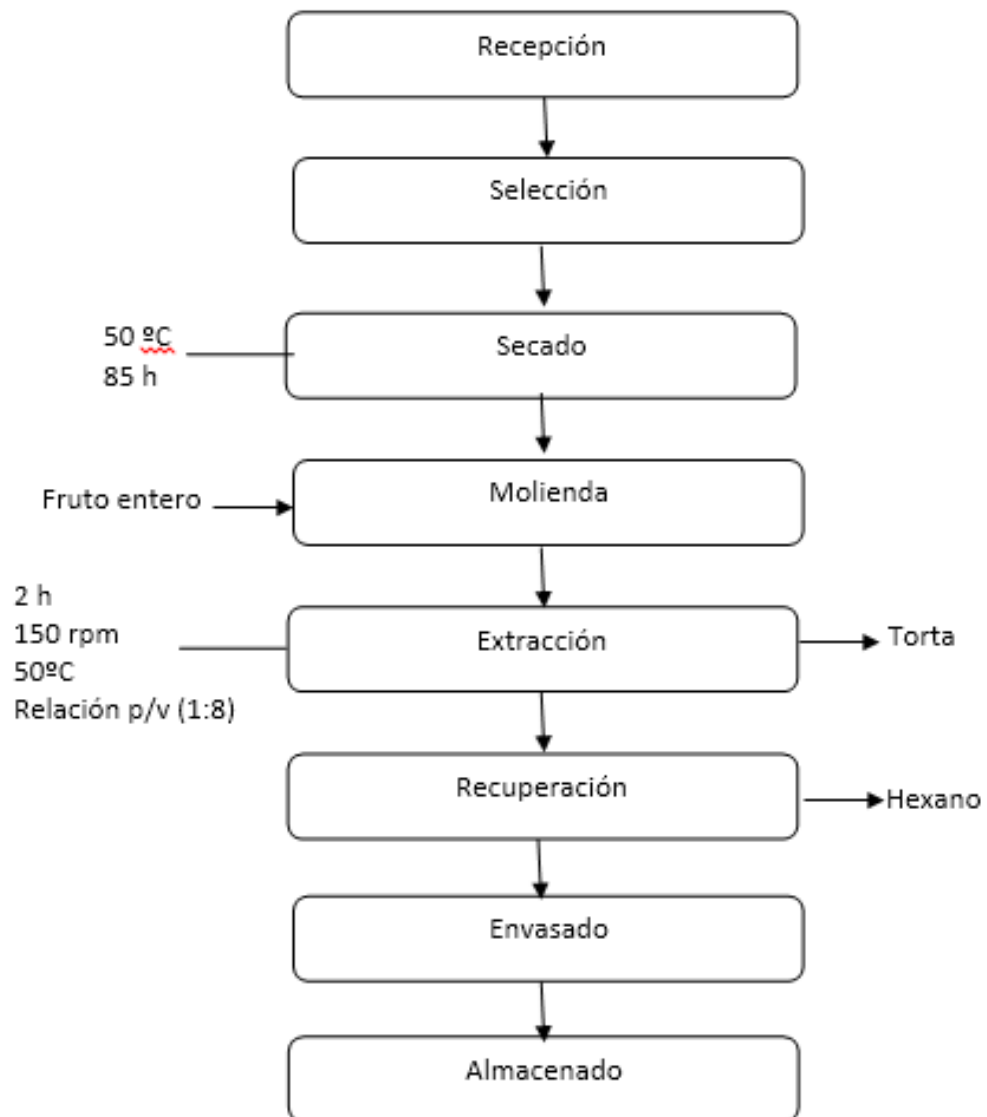 Recepción
Selección
50 ºC
85 h
Secado
Fruto entero
Molienda
2 h
150 rpm
50ºC
Relación p/v (1:8)
Extracción
Torta
Recuperación
Hexano
Envasado
Almacenado